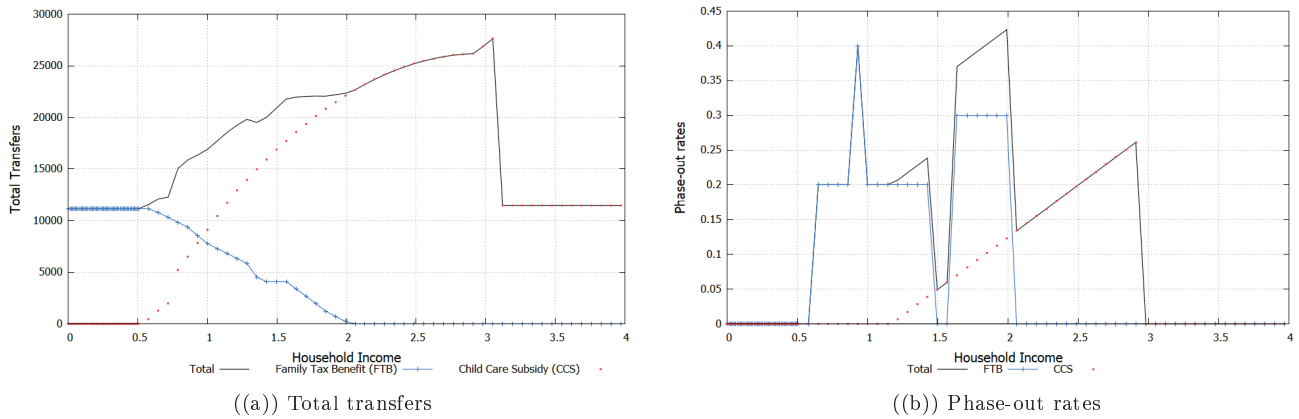 30000
25000
20000
15000
10000
5000
0
Total Transfers
0 0.5 1 1.5 2 2.5 3 3.5 4
Household Income
Total Family Tax Benefit (FTB) Child Care Subsidy (CCS)
((a)) Total transfers
0.45
0.4
0.35
0.3
0.25
0.2
0.15
0.1
0.05
0
Phase-out rates
0 0.5 1 1.5 2 2.5 3 3.5 4
Household Income
Total FTB CCS
((b)) Phase-out rates